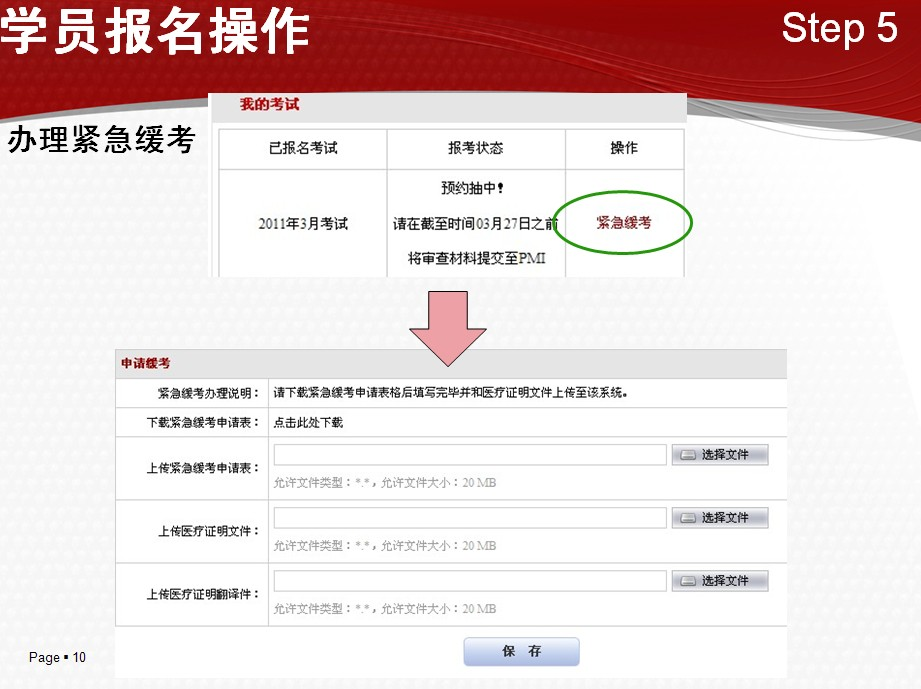 学员报名操作
Step 5
办理紧急缓考
我的考试
已报名考试 报考状态 操作
2011年3月考试
预约抽中!
请在截至时间03月27日之前
将审查材料提交至PMI
紧急缓考
申请缓考
紧急缓考办理说明： 请下载紧急缓考申请表格后填写完毕并和医疗证明文件上传至该系统。
下载紧急缓考申请表： 点击此处下载
上传紧急缓考申请表： 选择文件
允许文件类型：*.*，允许文件大小：20 MB
上传医疗证明文件： 选择文件
允许文件类型：*.*，允许文件大小：20 MB
上传医疗证明翻译件： 选择文件
允许文件类型：*.*，允许文件大小：20 MB
保 存
Page ▪ 10